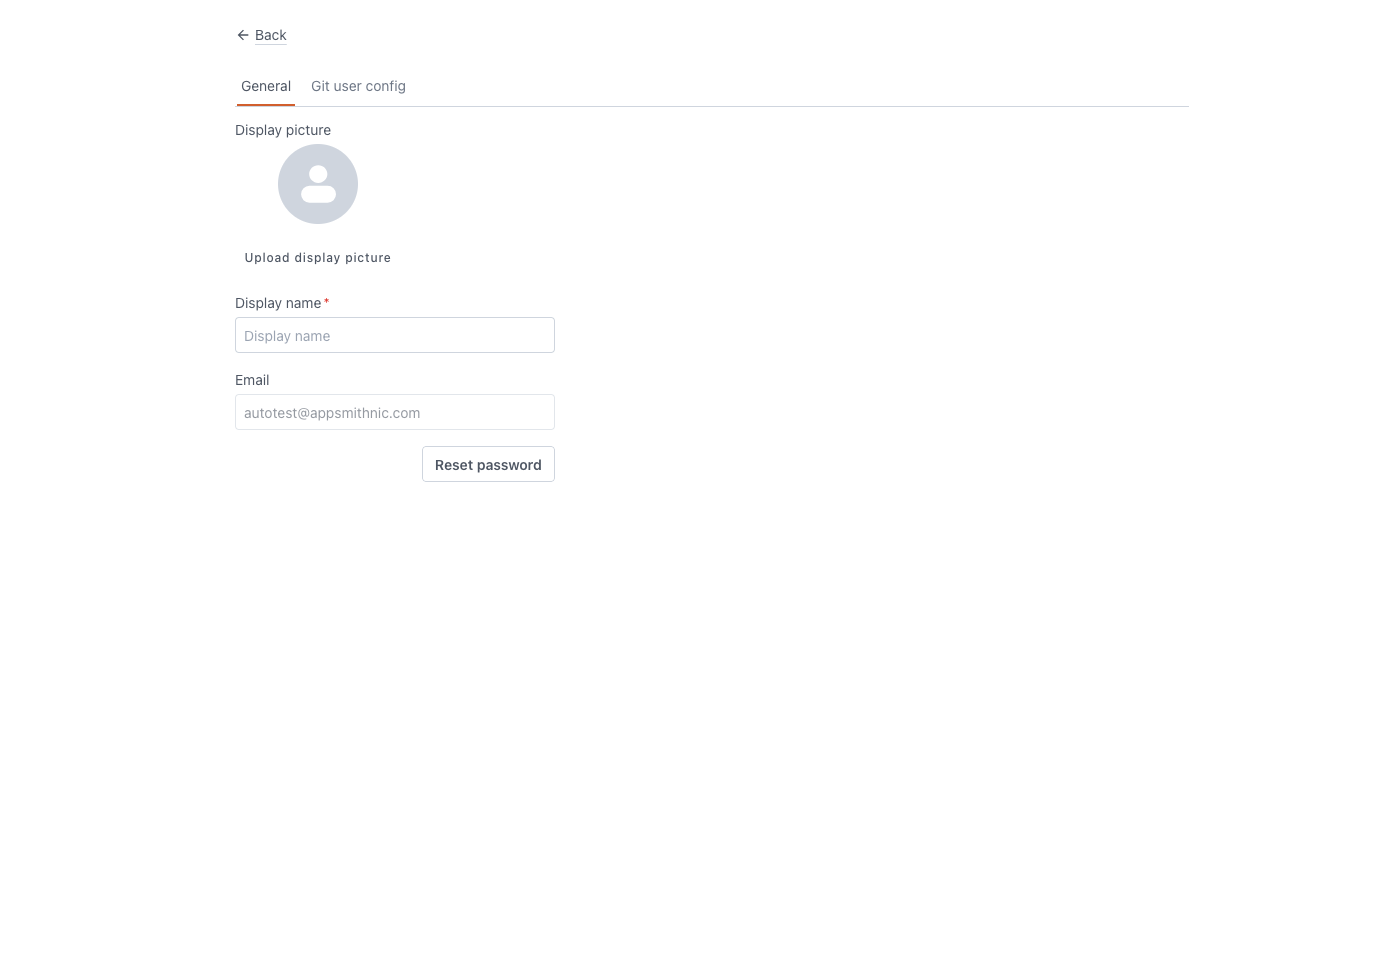 Back
General Git user config
Display picture
Upload display picture
Display name*
Display name
Email
autotest@appsmithnic.com
Reset password